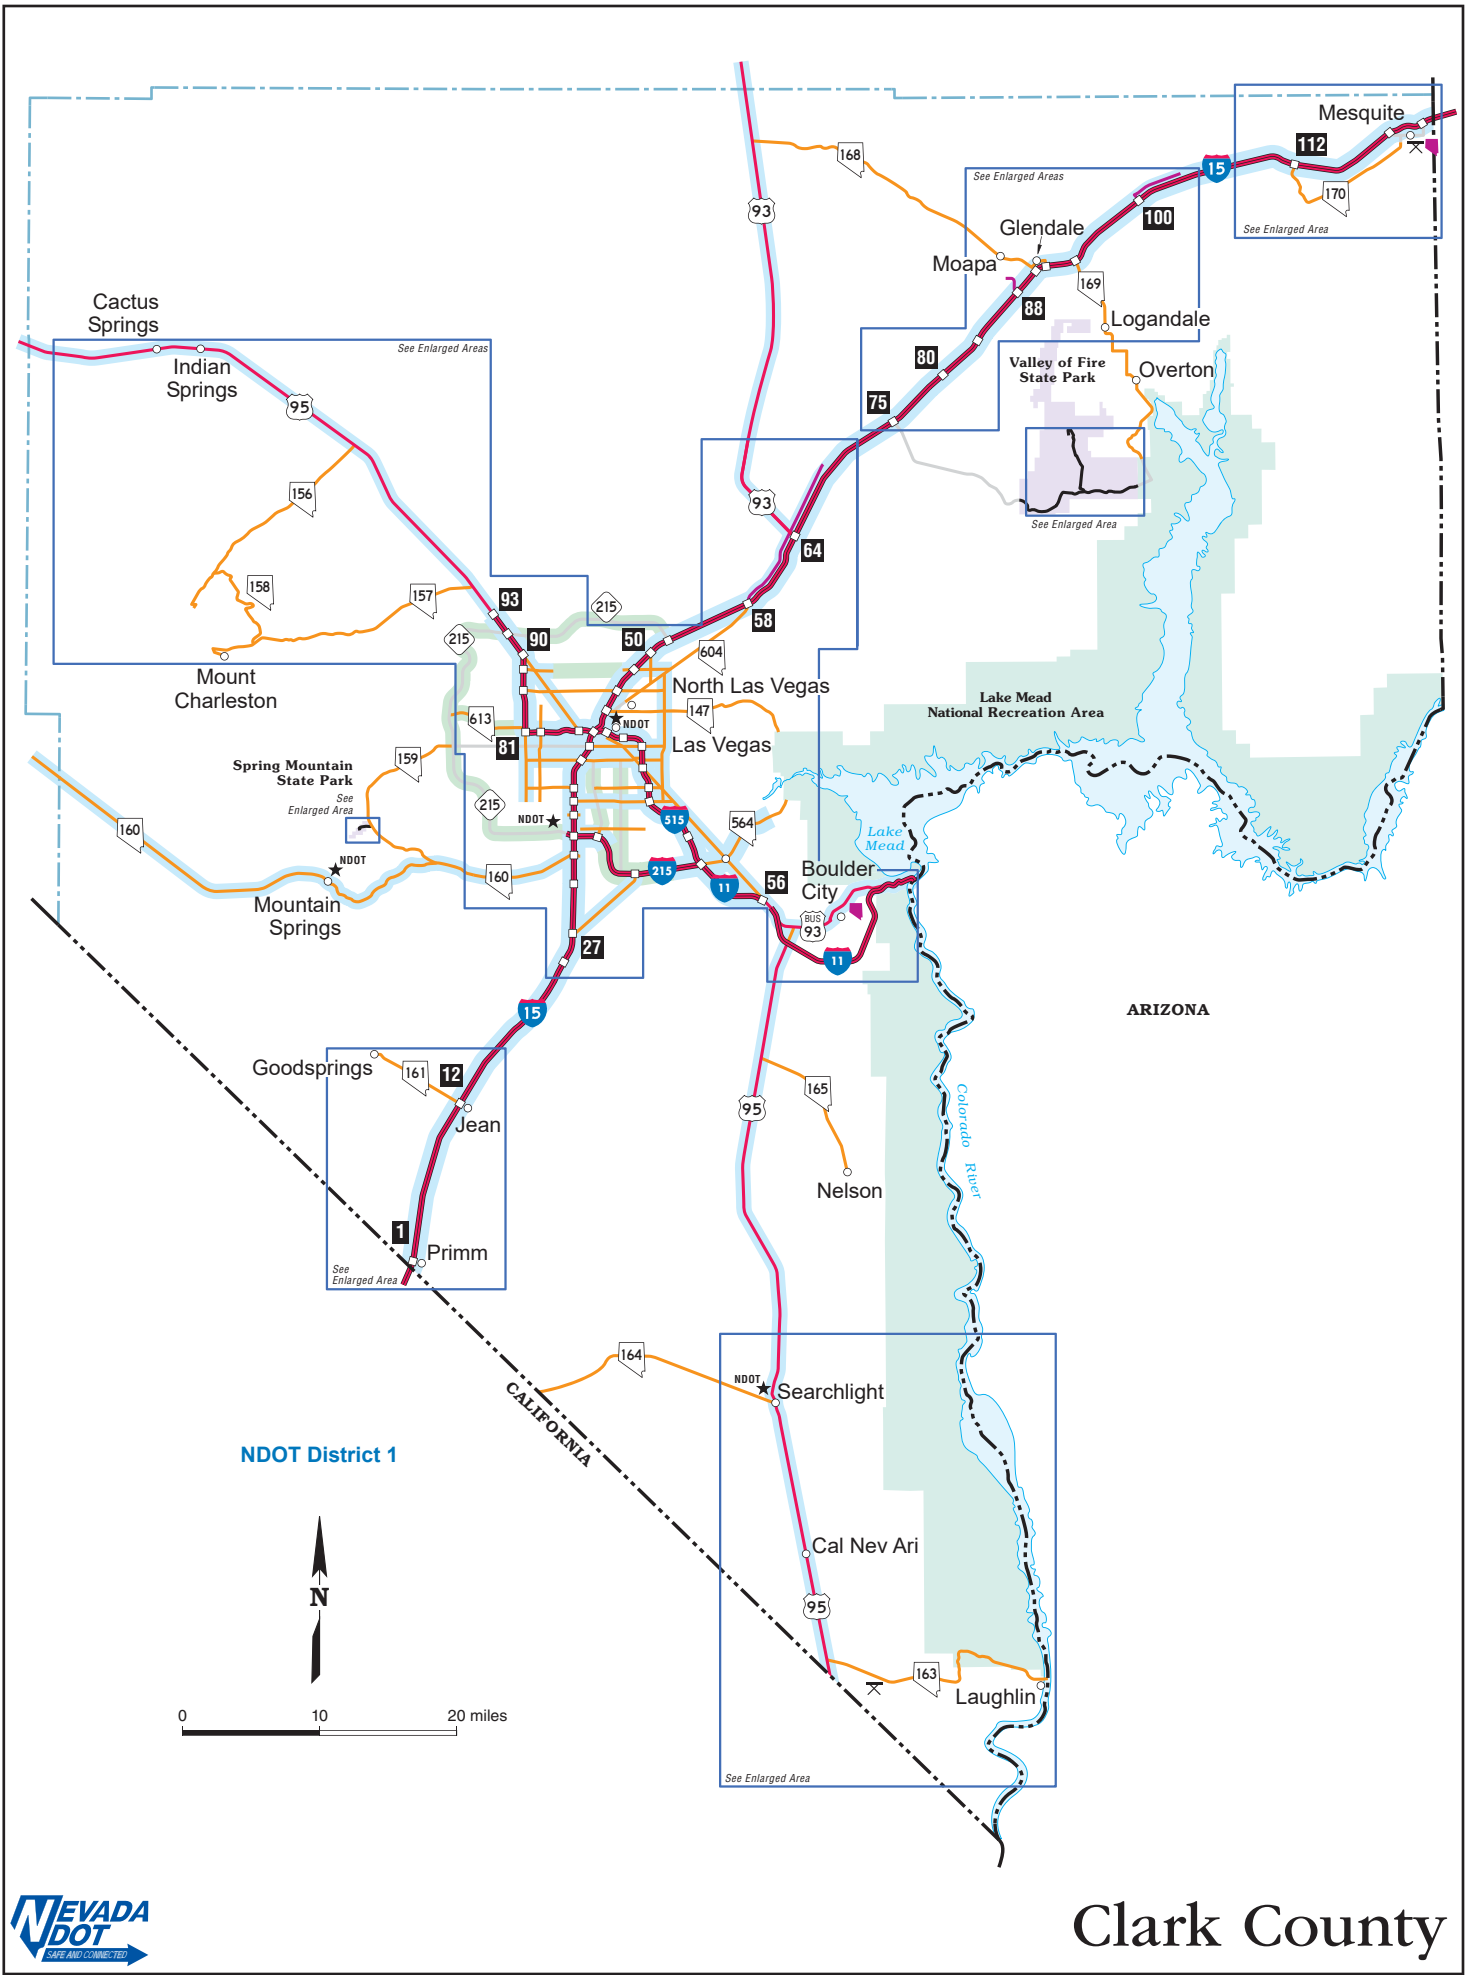 Mesquite
112
15
168
See Enlarged Areas
170
93
100
Glendale
See Enlarged Area
Moapa
169
88
Cactus
Springs
Logandale
See Enlarged Areas
80
Valley of Fire
State Park
Indian
Springs
Overton
95
75
156
93
See Enlarged Area
64
158
157
93
215
58
215
90
50
604
Mount
Charleston
North Las Vegas
Lake Mead
National Recreation Area
613
147
NDOT
81
Las Vegas
159
Spring Mountain
State Park
See
Enlarged Area
215
160
NDOT
515
564
Lake
Mead
NDOT
160
215
11
56
Boulder
City
Mountain
Springs
BUS
93
27
11
15
ARIZONA
Goodsprings
161
12
165
95
Colorado River
Jean
Nelson
1
Primm
See
Enlarged Area
164
NDOT
Searchlight
CALIFORNIA
NDOT District 1
Cal Nev Ari
N
95
163
Laughlin
0 10 20 miles
See Enlarged Area
NEVADA
DOT
SAFE AND CONNECTED
Clark County